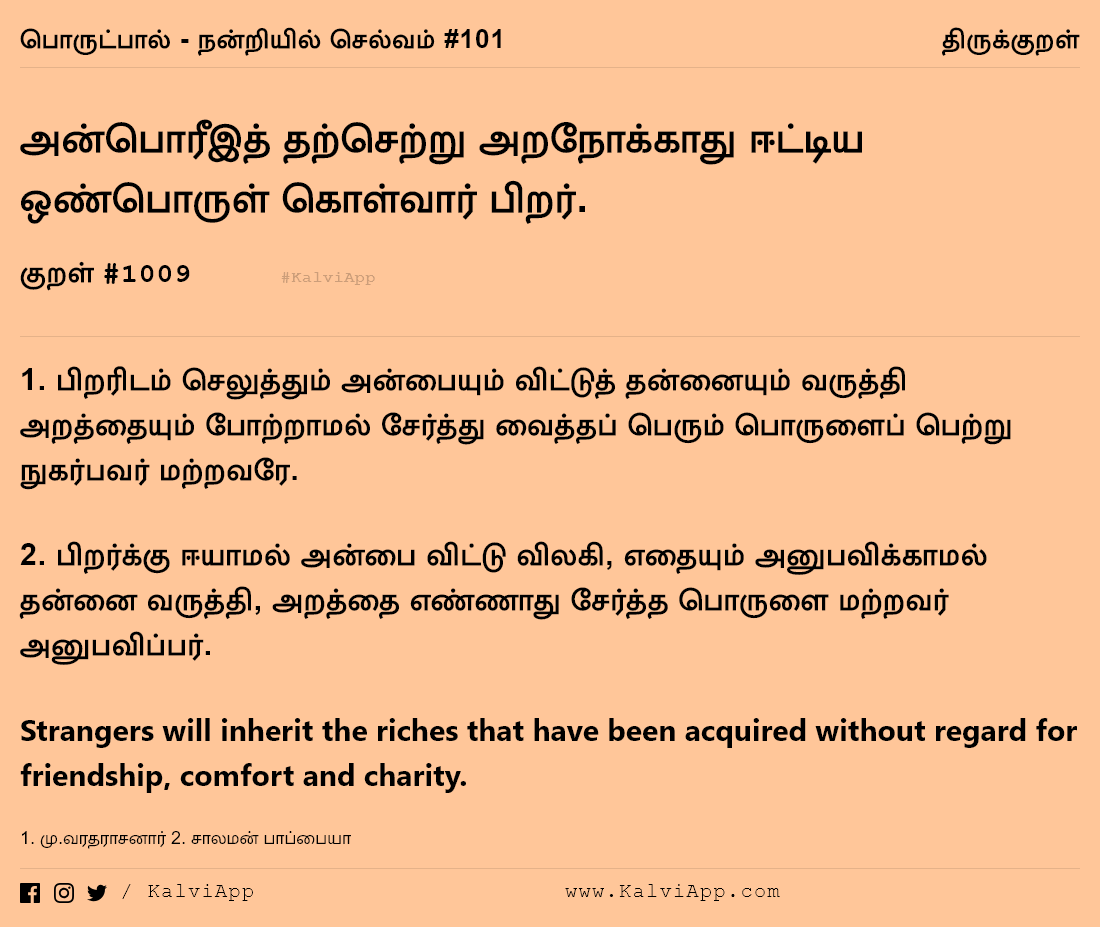 பொருட்பால் - நன்றியில் செல்வம் #101 திருக்குறள்
அன்பொரீஇத் தற்செற்று அறநோக்காது ஈட்டிய
ஒண்பொருள் கொள்வார் பிறர்.
குறள் #1009 #KalviApp
1. பிறரிடம் செலுத்தும் அன்பையும் விட்டுத் தன்னையும் வருத்தி
அறத்தையும் போற்றாமல் சேர்த்து வைத்தப் பெரும் பொருளைப் பெற்று
நுகர்பவர் மற்றவரே.
2. பிறர்க்கு ஈயாமல் அன்பை விட்டு விலகி, எதையும் அனுபவிக்காமல்
தன்னை வருத்தி, அறத்தை எண்ணாது சேர்த்த பொருளை மற்றவர்
அனுபவிப்பர்.
Strangers will inherit the riches that have been acquired without regard for
friendship, comfort and charity.
1. மு.வரதராசனார் 2. சாலமன் பாப்பையா
/ KalviApp www.KalviApp.com